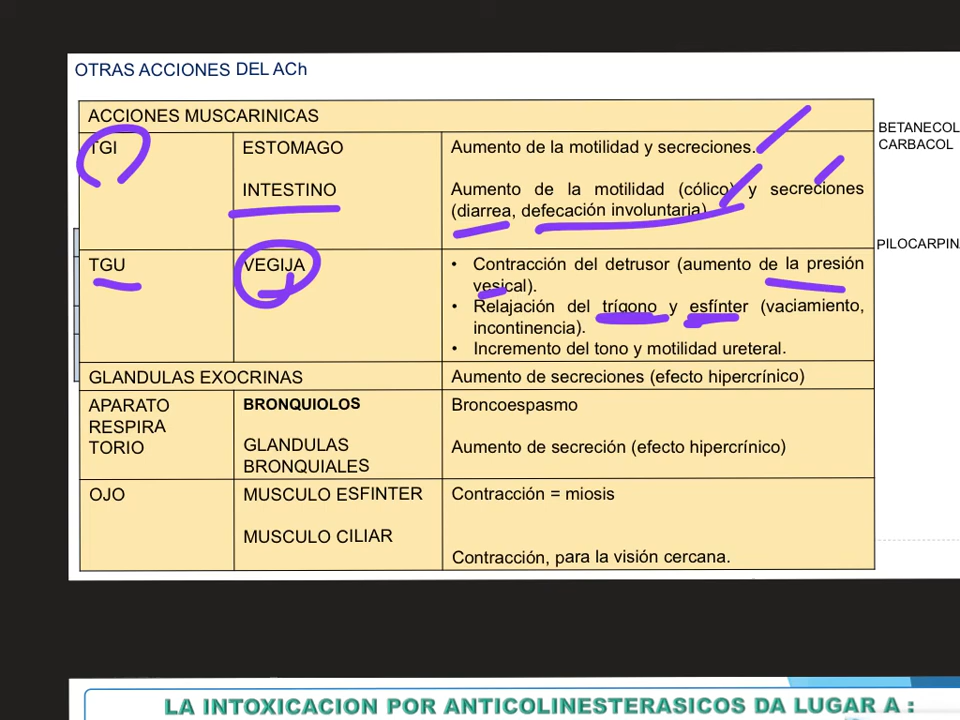 OTRAS ACCIONES DEL ACh
ACCIONES MUSCARINICAS
TGI
ESTOMAGO
Aumento de la motilidad y secreciones.
INTESTINO
Aumento de la motilidad (cólico) y secreciones
(diarrea, defecación involuntaria)
TGU
VEGIJA
• Contracción del detrusor (aumento de la presión
vesical).
• Relajación del trígono y esfínter (vaciamiento,
incontinencia).
• Incremento del tono y motilidad ureteral.
GLANDULAS EXOCRINAS
Aumento de secreciones (efecto hipercrínico)
APARATO
RESPIRA
TORIO
BRONQUIOLOS
Broncoespasmo
GLANDULAS
BRONQUIALES
Aumento de secreción (efecto hipercrínico)
OJO
MUSCULO ESFINTER
Contracción = miosis
MUSCULO CILIAR
Contracción, para la visión cercana.
BETANECOL
CARBACOL
PILOCARPINA
LA INTOXICACION POR ANTICOLINESTERASICOS DA LUGAR A :